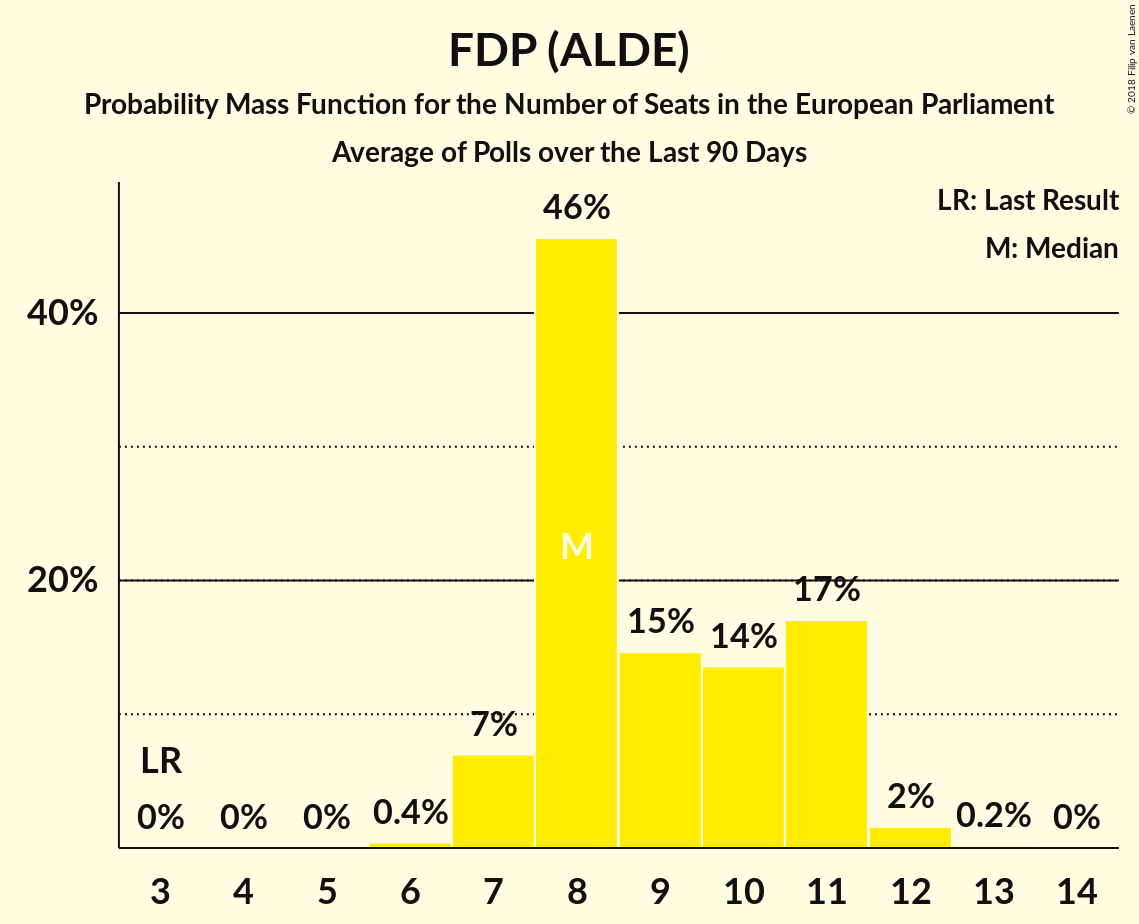 FDP (ALDE)
Probability Mass Function for the Number of Seats in the European Parliament
Average of Polls over the Last 90 Days
© 2018 Filip van Laenen
LR: Last Result
M: Median
46%
40%
M
20%
17%
15%
14%
7%
LR
2%
0% 0% 0% 0.4% 0.2% 0%
3 4 5 6 7 8 9 10 11 12 13 14